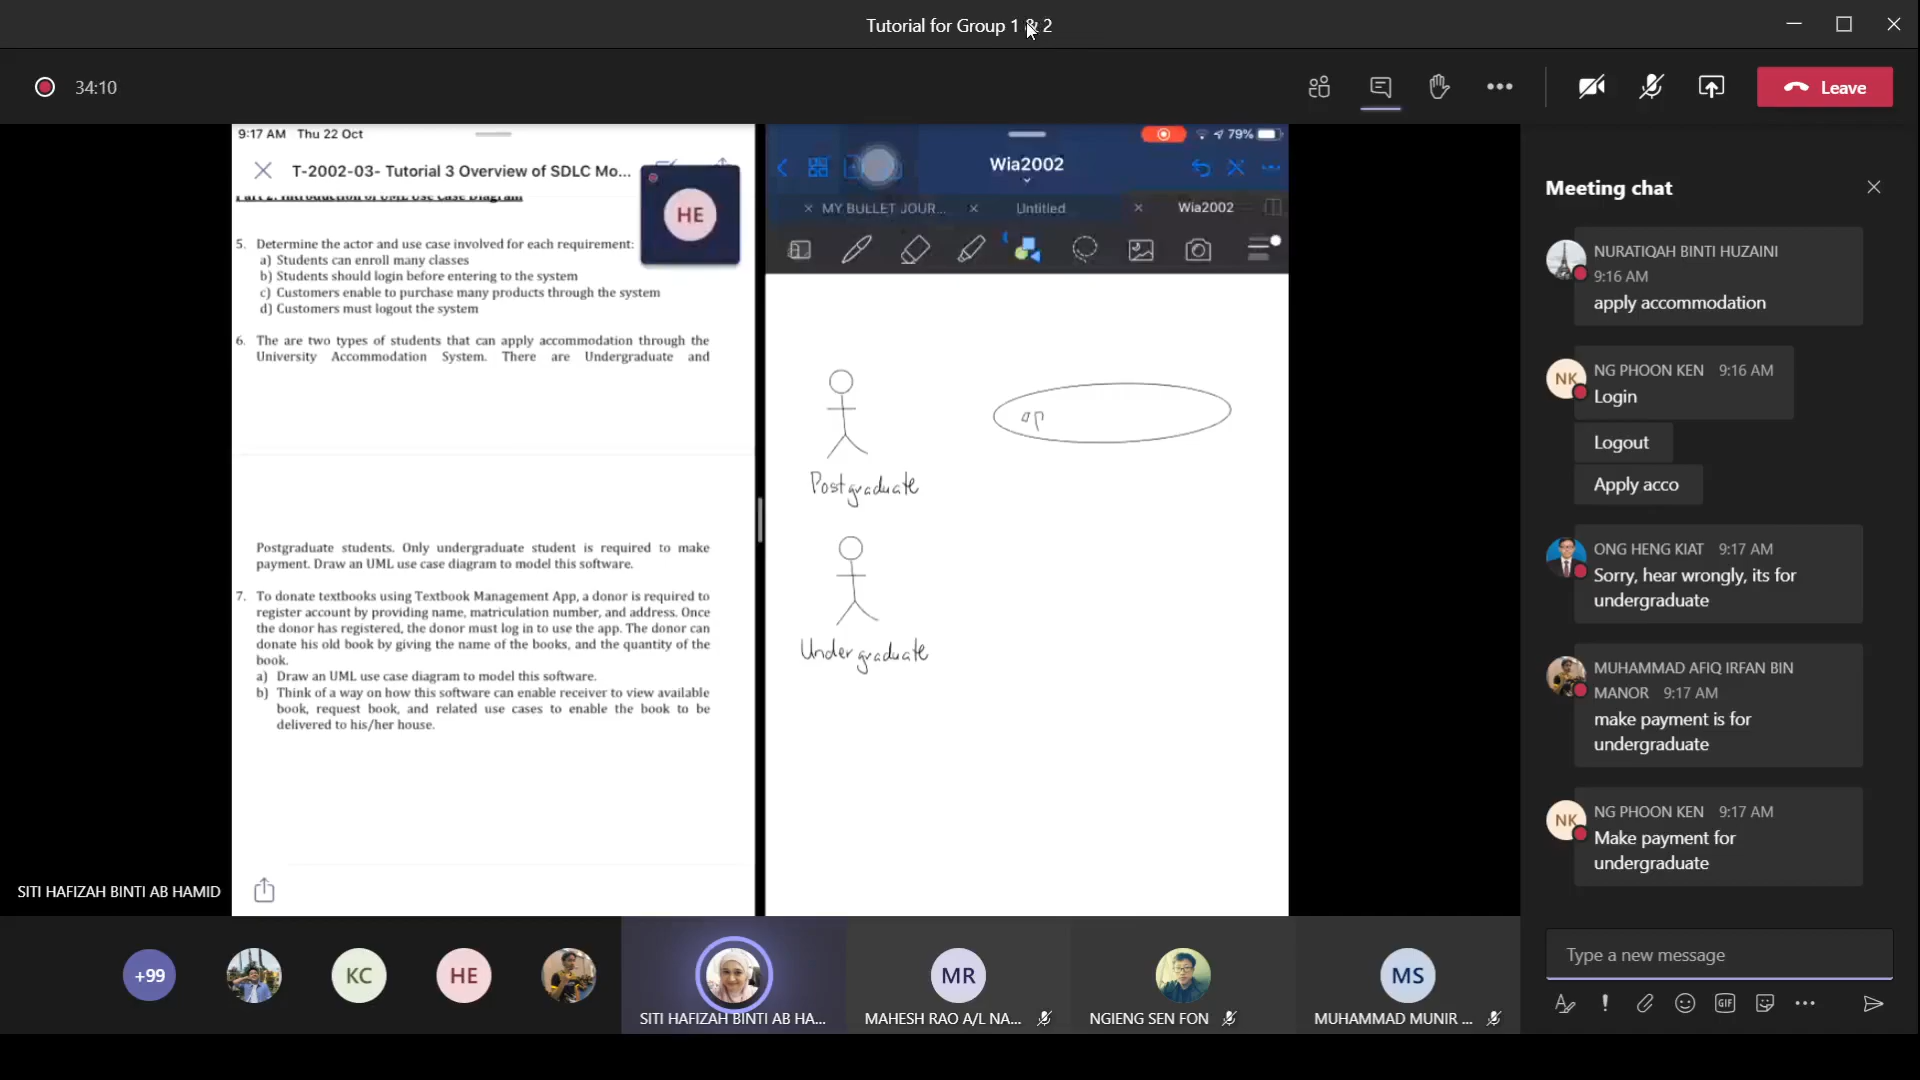 Tutorial for Group 1 & 2
34:10
Leave
9:17 AM Thu 22 Oct
T-2002-03- Tutorial 3 Overview of SDLC Mo...
HE
Part 2: Introduction of UML Use Case Diagram
5. Determine the actor and use case involved for each requirement:
a) Students can enroll many classes
b) Students should login before entering to the system
c) Customers enable to purchase many products through the system
d) Customers must logout the system
6. The are two types of students that can apply accommodation through the
University Accommodation System. There are Undergraduate and
Postgraduate students. Only undergraduate student is required to make
payment. Draw an UML use case diagram to model this software.
7. To donate textbooks using Textbook Management App, a donor is required to
register account by providing name, matriculation number, and address. Once
the donor has registered, the donor must log in to use the app. The donor can
donate his old book by giving the name of the books, and the quantity of the
book.
a) Draw an UML use case diagram to model this software.
b) Think of a way on how this software can enable receiver to view available
book, request book, and related use cases to enable the book to be
delivered to his/her house.
79%
Wia2002
MY BULLET JOUR...
Untitled
Wia2002
ap
Postgraduate
Undergraduate
Meeting chat
NURATIQAH BINTI HUZAINI
9:16 AM
apply accommodation
NK
NG PHOON KEN 9:16 AM
Login
Logout
Apply acco
ONG HENG KIAT 9:17 AM
Sorry, hear wrongly, its for
undergraduate
MUHAMMAD AFIQ IRFAN BIN
MANOR 9:17 AM
make payment is for
undergraduate
NK
NG PHOON KEN 9:17 AM
Make payment for
undergraduate
Type a new message
GIF
SITI HAFIZAH BINTI AB HAMID
+99
KC
HE
SITI HAFIZAH BINTI AB HA...
MR
MAHESH RAO A/L NA...
NGIENG SEN FON
MS
MUHAMMAD MUNIR ...